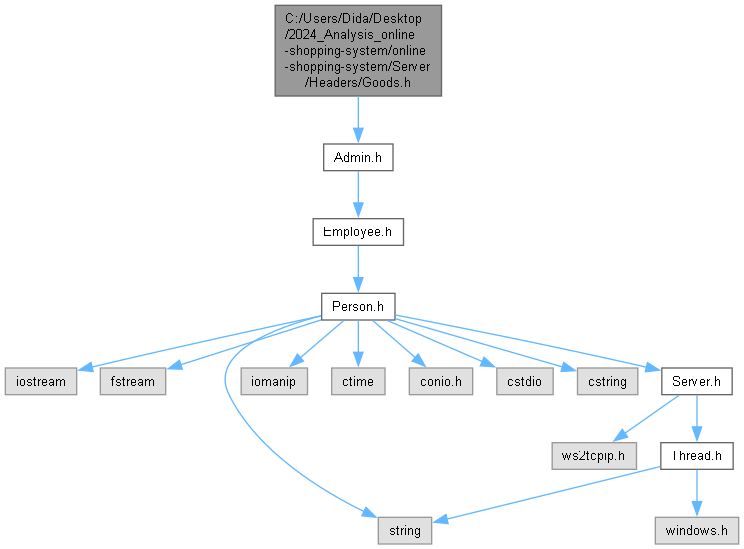 C:/Users/Dida/Desktop
/2024_Analysis_online
-shopping-system/online
-shopping-system/Server
/Headers/Goods.h
Admin.h
Employee.h
Person.h
iostream
fstream
iomanip
ctime
conio.h
cstdio
cstring
Server.h
ws2tcpip.h
Thread.h
string
windows.h